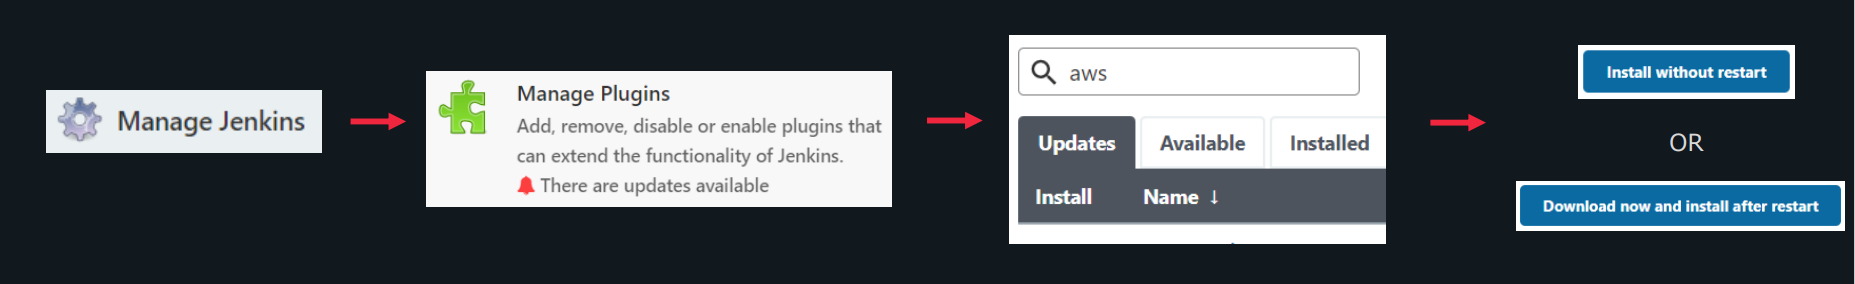 Manage Jenkins
Manage Plugins
Add, remove, disable or enable plugins that
can extend the functionality of Jenkins.
There are updates available
aws
Updates Available Installed
Install Name ↓
Install without restart
OR
Download now and install after restart